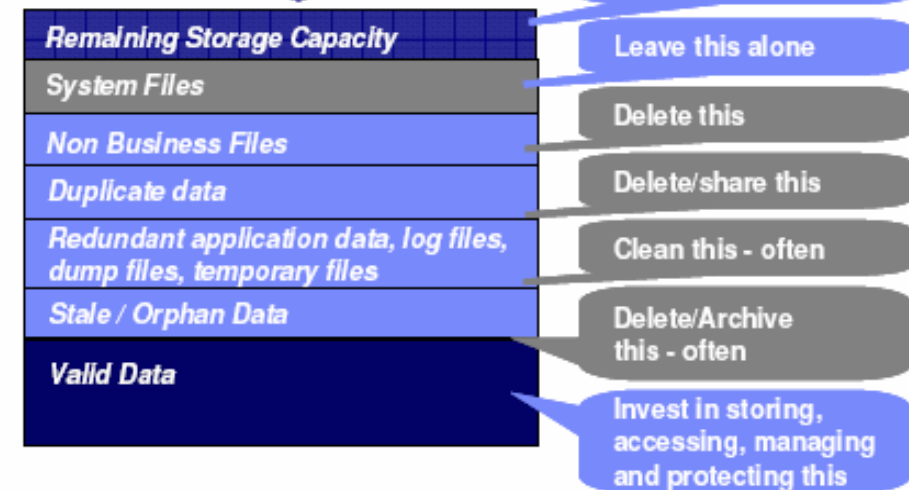 Remaining Storage Capacity
System Files
Non Business Files
Duplicate data
Redundant application data, log files,
dump files, temporary files
Stale / Orphan Data
Valid Data
Leave this alone
Delete this
Delete/share this
Clean this - often
Delete/Archive
this - often
Invest in storing,
accessing, managing
and protecting this